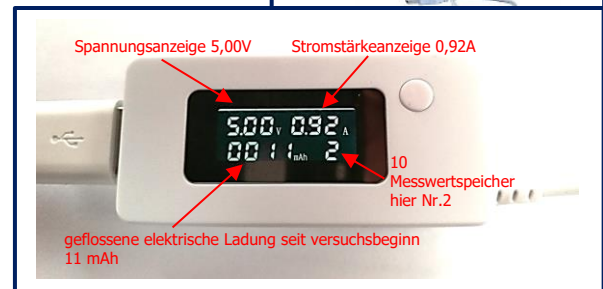 Spannungsanzeige 5,00V
Stromstärkeanzeige 0,92A
5.00 V 0.92 A
0011 mAh 2
10
Messwertspeicher
hier Nr.2
geflossene elektrische Ladung seit versuchsbeginn
11 mAh